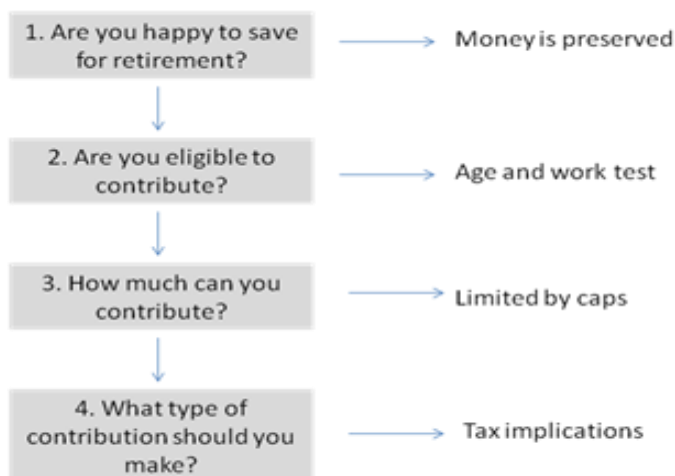 1. Are you happy to save
for retirement?
Money is preserved
2. Are you eligible to
contribute?
Age and work test
3. How much can you
contribute?
Limited by caps
4. What type of
contribution should you
make?
Tax implications